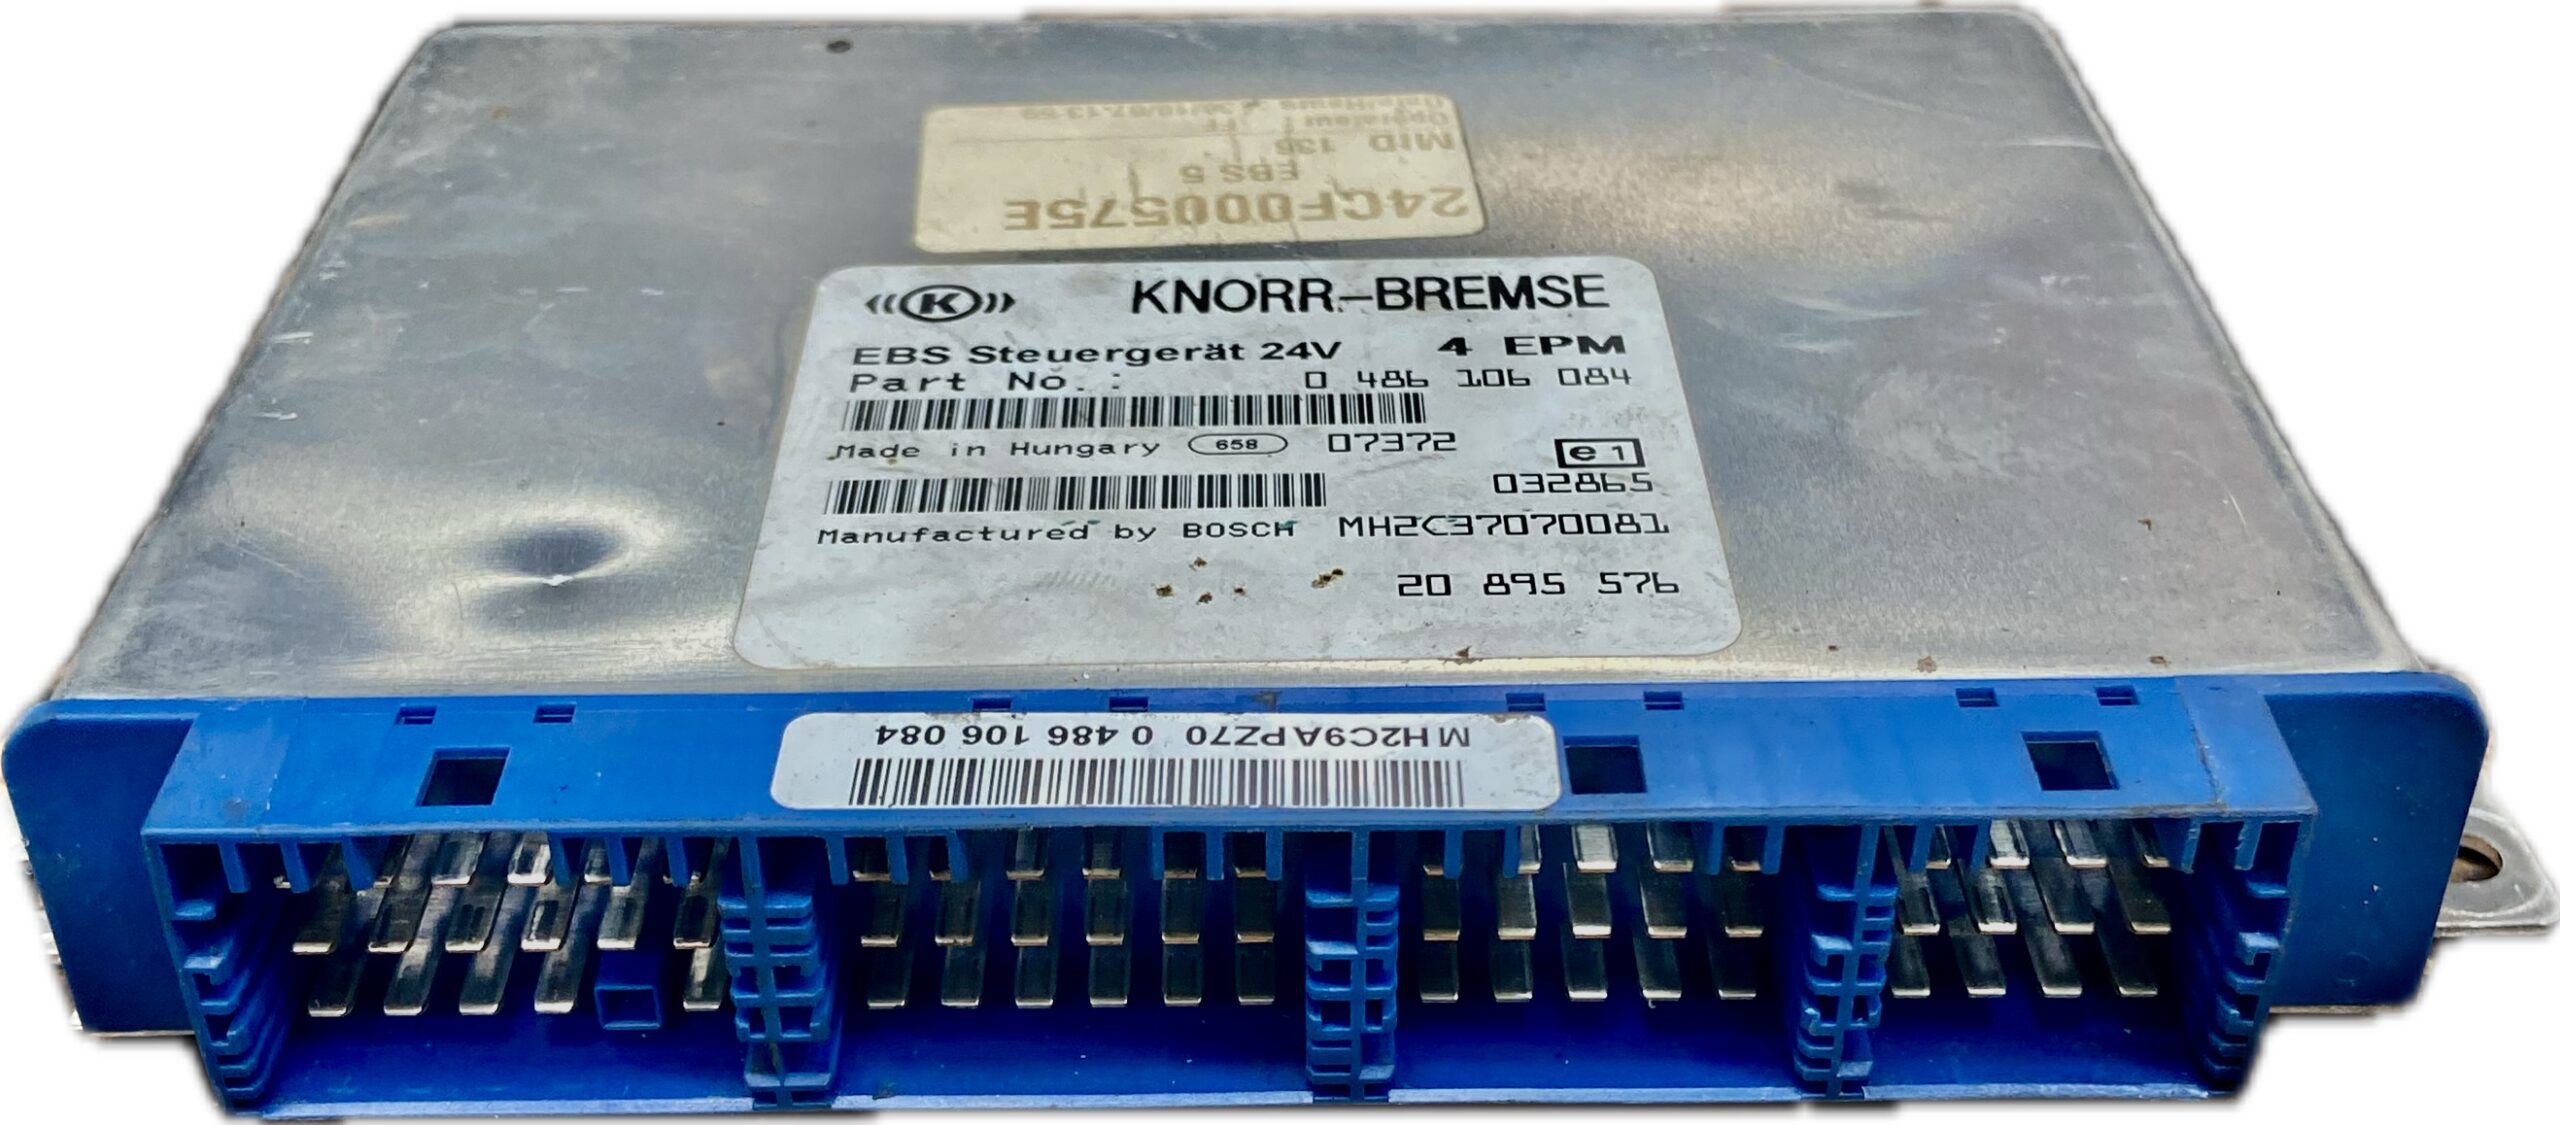 24CF000575E
EBS 5
MID 136
K KNORR-BREMSE
EBS Steuergerät 24V 4 EPM
Part No. : 0 486 106 084
Made in Hungary 658 07372 e1
032865
Manufactured by BOSCH MH2C37070081
20 895 576
MH2C9APZ70 0 486 106 084